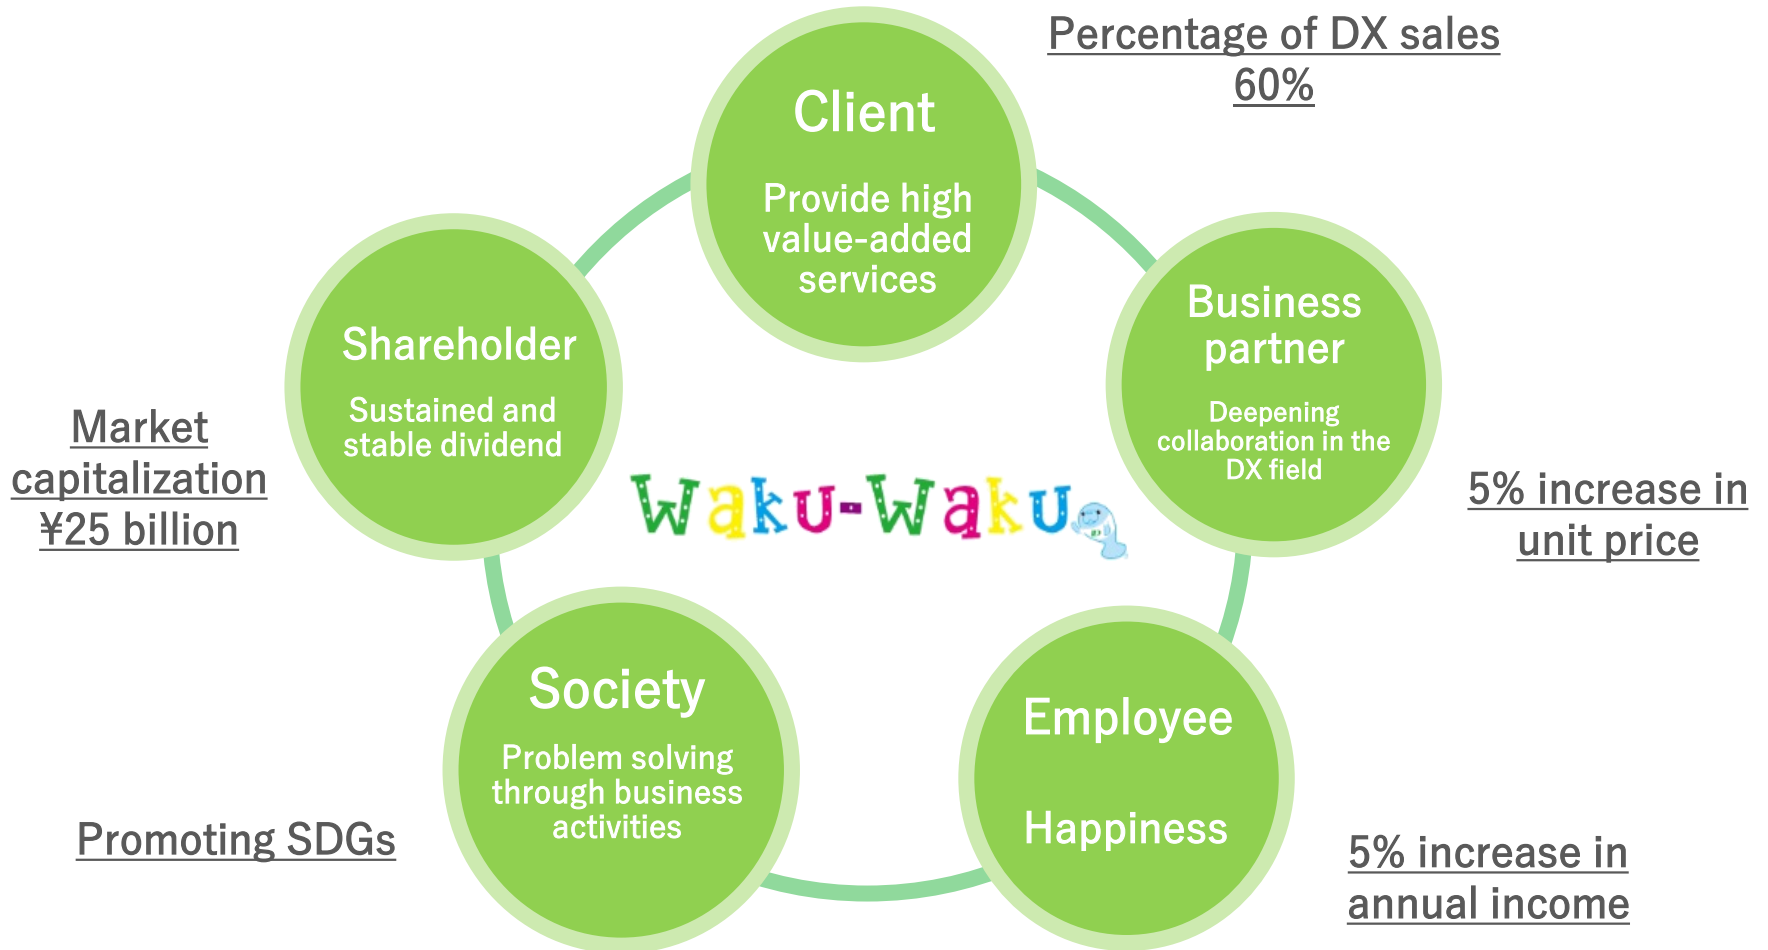 Percentage of DX sales
60%
Client
Provide high
value-added
services
Business
partner
Deepening
collaboration in the
DX field
5% increase in
unit price
Shareholder
Sustained and
stable dividend
Market
capitalization
¥25 billion
Waku-Waku
Society
Problem solving
through business
activities
Promoting SDGs
Employee
Happiness
5% increase in
annual income